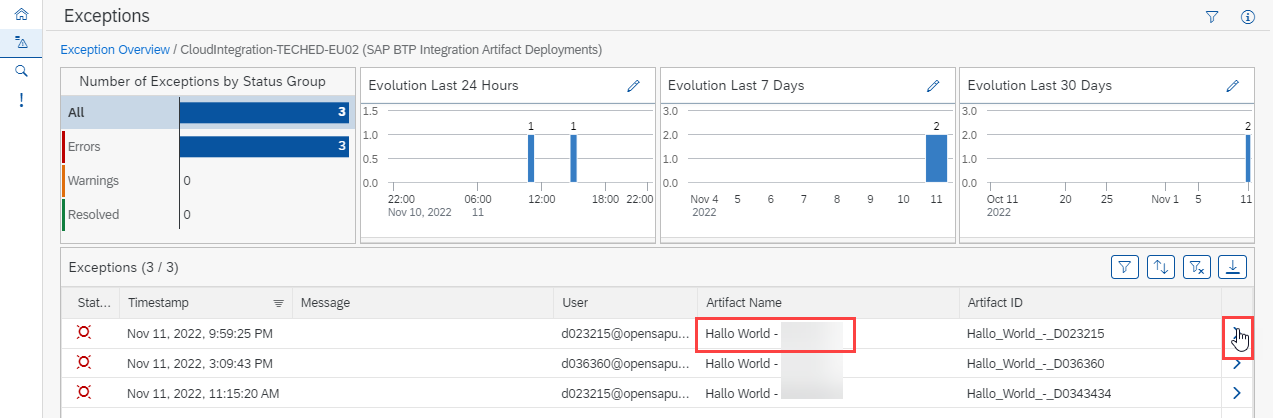 Exceptions
Exception Overview / CloudIntegration-TECHED-EU02 (SAP BTP Integration Artifact Deployments)
Number of Exceptions by Status Group
All 3
Errors 3
Warnings 0
Resolved 0
Evolution Last 24 Hours
1.5
1.0
0.5
0.0
1 1
22:00 06:00 12:00 18:00 22:00
Nov 10, 2022 11
Evolution Last 7 Days
3.0
2.0
1.0
0.0
2
Nov 4 5 6 7 8 9 10 11
2022
Evolution Last 30 Days
3.0
2.0
1.0
0.0
2
Oct 11 20 25 Nov 1 5 11
2022
Exceptions (3 / 3)
Stat... Timestamp Message User Artifact Name Artifact ID
Nov 11, 2022, 9:59:25 PM d023215@opensapu... Hallo World - Hallo_World_-_D023215
Nov 11, 2022, 3:09:43 PM d036360@opensapu... Hallo World - Hallo_World_-_D036360
Nov 11, 2022, 11:15:20 AM d023215@opensapu... Hallo World - Hallo_World_-_D0343434